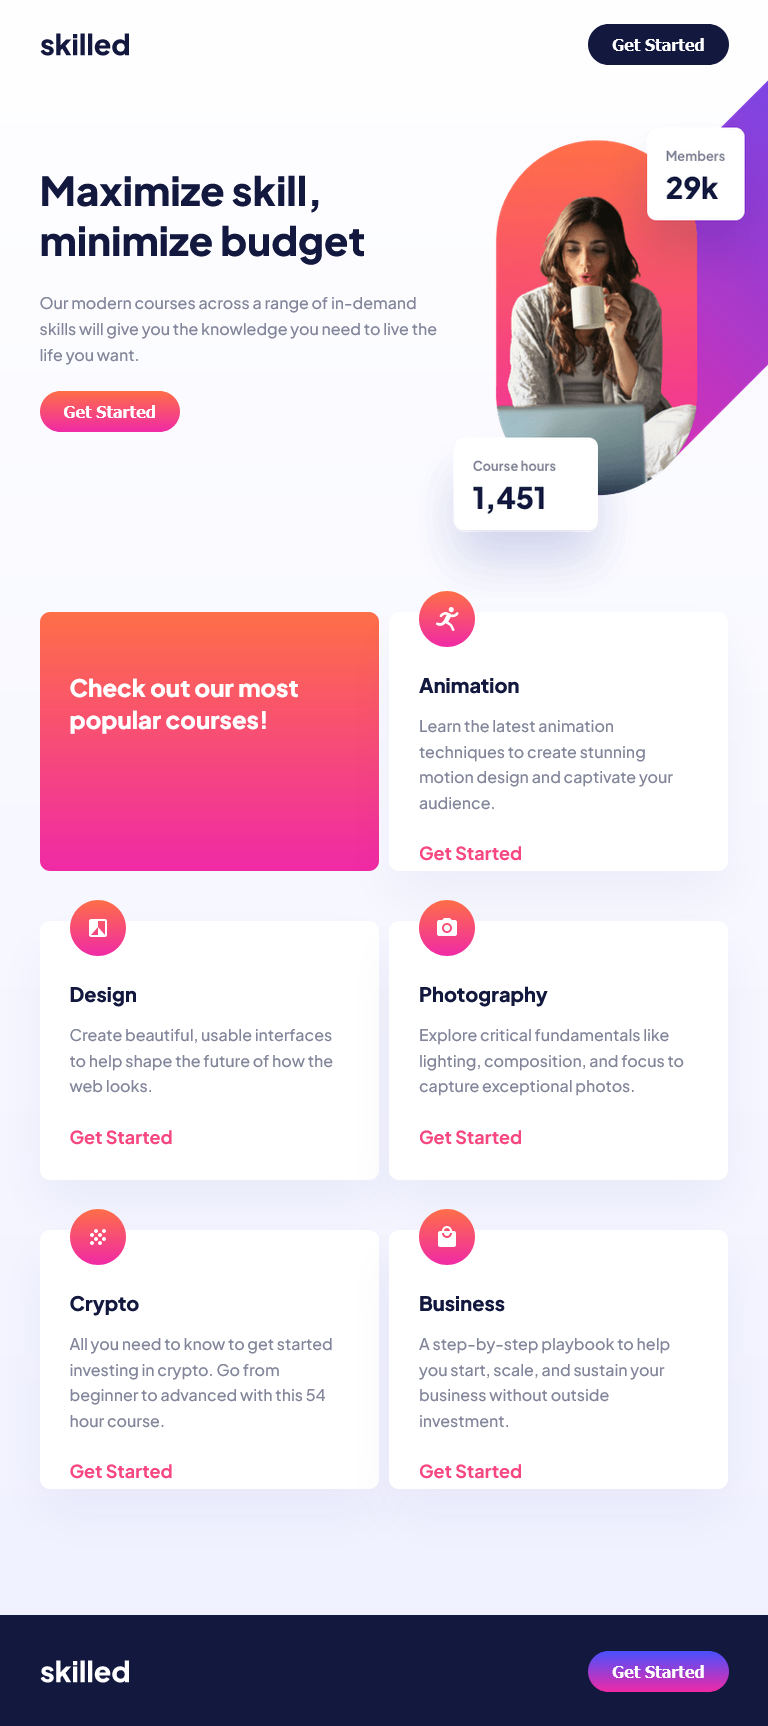 skilled
Get Started
Maximize skill,
minimize budget
Our modern courses across a range of in-demand
skills will give you the knowledge you need to live the
life you want.
Get Started
Members
29k
Course hours
1,451
Check out our most
popular courses!
Animation
Learn the latest animation
techniques to create stunning
motion design and captivate your
audience.
Get Started
Design
Create beautiful, usable interfaces
to help shape the future of how the
web looks.
Get Started
Photography
Explore critical fundamentals like
lighting, composition, and focus to
capture exceptional photos.
Get Started
Crypto
All you need to know to get started
investing in crypto. Go from
beginner to advanced with this 54
hour course.
Get Started
Business
A step-by-step playbook to help
you start, scale, and sustain your
business without outside
investment.
Get Started
skilled
Get Started